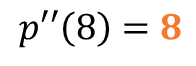 p′′(8) = 8